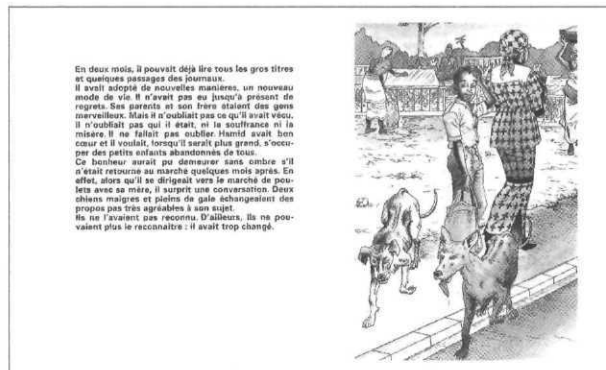 En deux mois, il pouvait déjà lire tous les gros titres
et quelques passages des journaux.
Il avait adopté de nouvelles manières, un nouveau
mode de vie. Il n'avait pas eu jusqu'à présent de
regrets. Ses parents et son frère étaient des gens
merveilleux. Mais il n'oubliait pas ce qu'il avait vécu,
il n'oubliait pas qui il était, ni la souffrance ni la
misère. Il ne fallait pas oublier. Hamid avait bon
cœur et il voulait, lorsqu'il serait plus grand, s'occu-
per des petits enfants abandonnés de tous.
Ce bonheur aurait pu demeurer sans ombre s'il
n'était retourné au marché quelques mois après. En
effet, alors qu'il se dirigeait vers le marché de pou-
lets avec sa mère, il surprit une conversation. Deux
chiens maigres et pleins de gale échangeaient des
propos pas très agréables à son sujet.
Ils ne l'avaient pas reconnu. D'ailleurs, ils ne pou-
vaient plus le reconnaître : il avait trop changé.